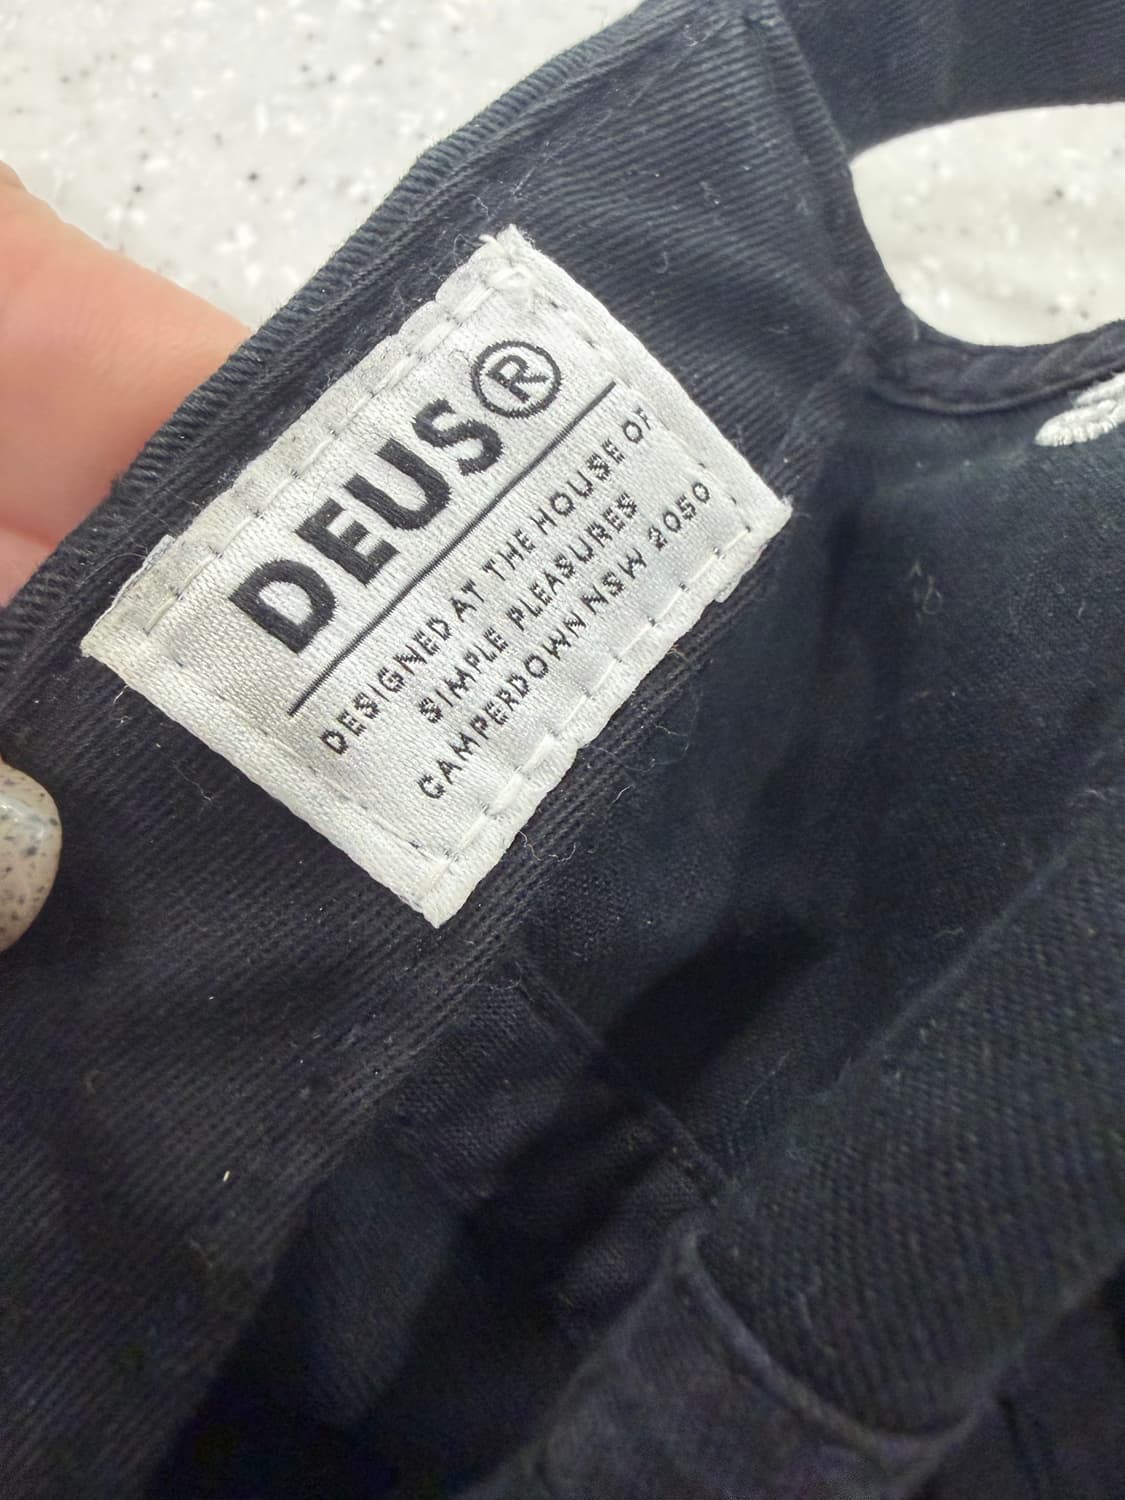 DEUS®
DESIGNED AT THE HOUSE OF
SIMPLE PLEASURES
CAMPERDOWN NSW 2050